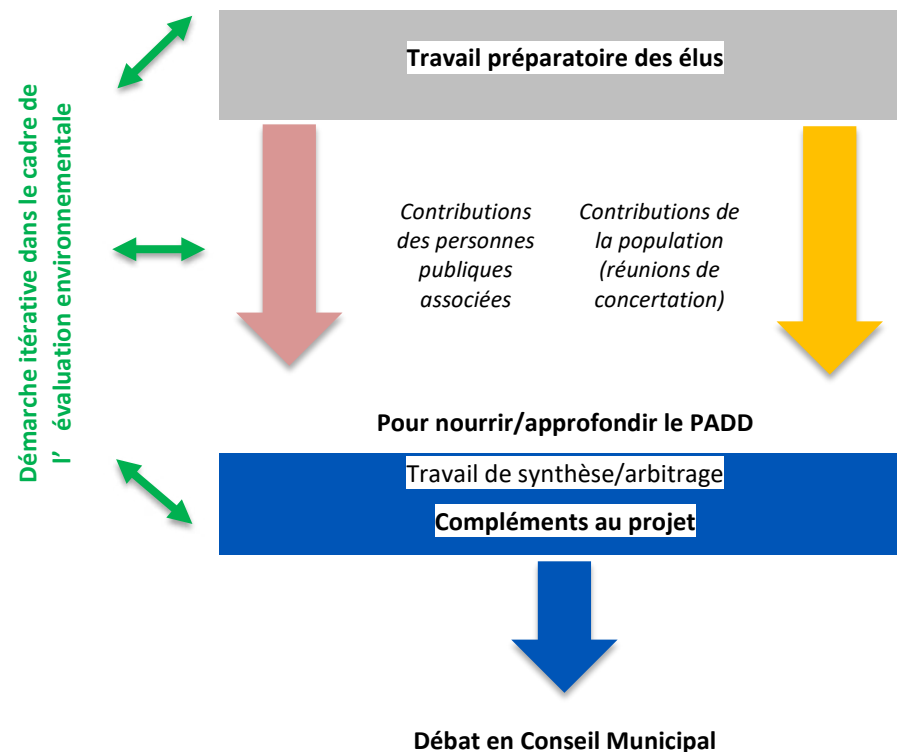 Travail préparatoire des élus
Démarche itérative dans le cadre de
l' évaluation environnementale
Contributions
des personnes
publiques
associées
Contributions de
la population
(réunions de
concertation)
Pour nourrir/approfondir le PADD
Travail de synthèse/arbitrage
Compléments au projet
Débat en Conseil Municipal